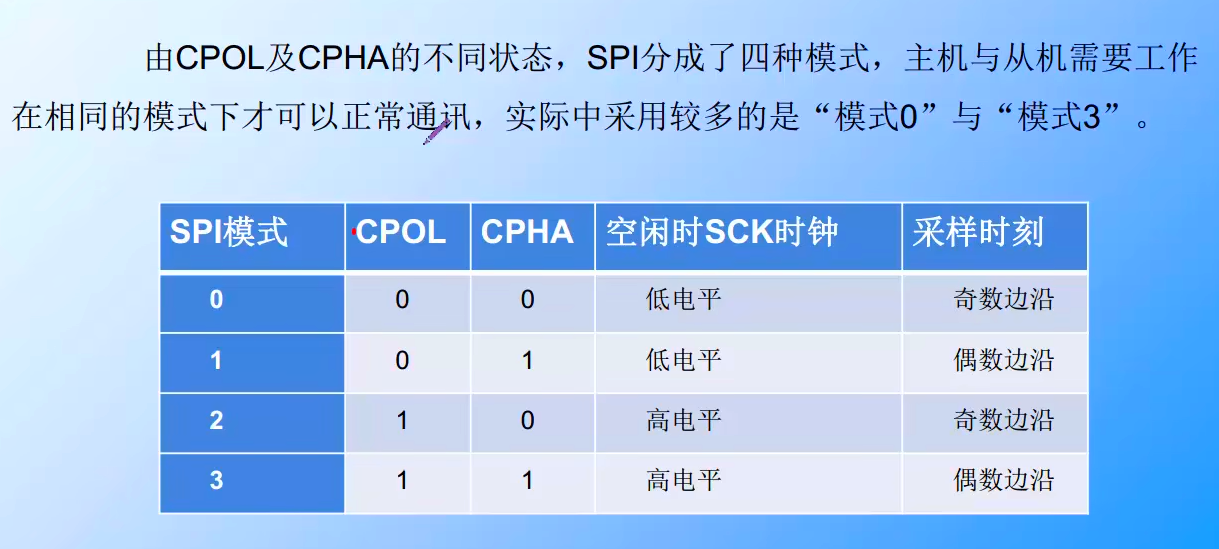 由CPOL及CPHA的不同状态，SPI分成了四种模式，主机与从机需要工作
在相同的模式下才可以正常通讯，实际中采用较多的是“模式0”与“模式3”。
SPI模式 CPOL CPHA 空闲时SCK时钟 采样时刻
0 0 0 低电平 奇数边沿
1 0 1 低电平 偶数边沿
2 1 0 高电平 奇数边沿
3 1 1 高电平 偶数边沿